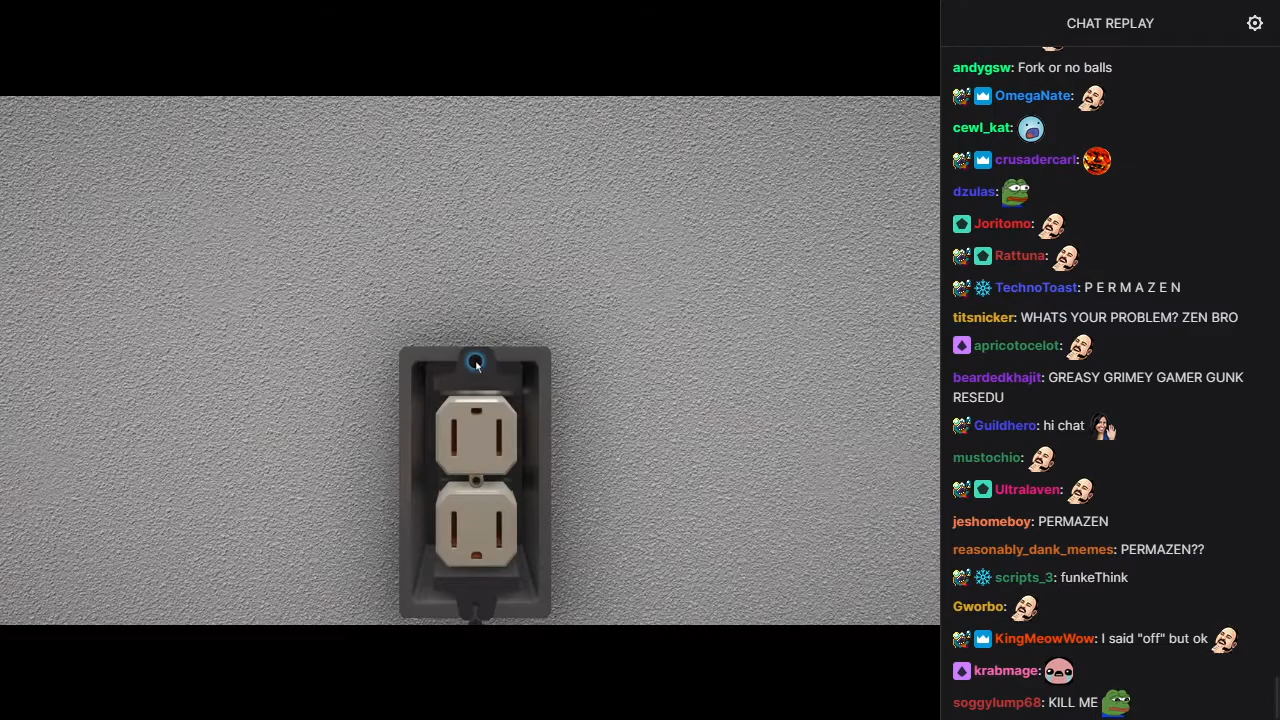 CHAT REPLAY
andygsw: Fork or no balls
OmegaNate:
cewl_kat:
crusadercarl:
dzulas:
Joritomo:
Rattuna:
TechnoToast: P E R M A Z E N
titsnicker: WHATS YOUR PROBLEM? ZEN BRO
apricotocelot:
beardedkhajit: GREASY GRIMEY GAMER GUNK
RESEDU
Guildhero: hi chat
mustochio:
Ultralaven:
jeshomeboy: PERMAZEN
reasonably_dank_memes: PERMAZEN??
scripts_3: funkeThink
Gworbo:
KingMeowWow: I said "off" but ok
krabmage:
soggylump68: KILL ME